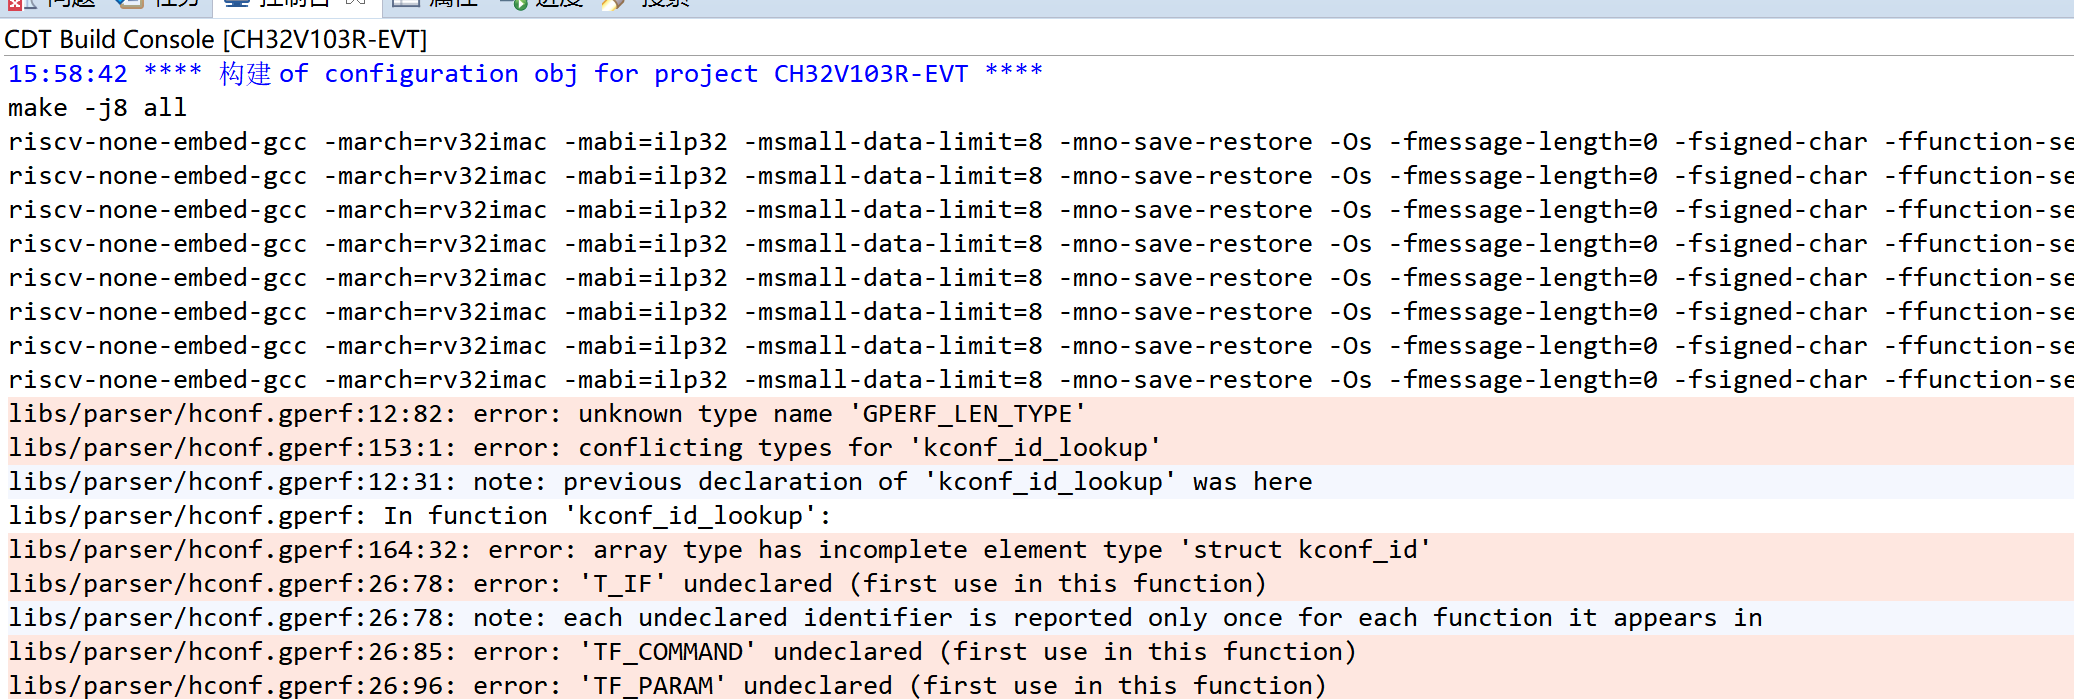 问题 任务 控制台 属性 进度 搜索
CDT Build Console [CH32V103R-EVT]
15:58:42 **** 构建 of configuration obj for project CH32V103R-EVT ****
make -j8 all
riscv-none-embed-gcc -march=rv32imac -mabi=ilp32 -msmall-data-limit=8 -mno-save-restore -Os -fmessage-length=0 -fsigned-char -ffunction-se
riscv-none-embed-gcc -march=rv32imac -mabi=ilp32 -msmall-data-limit=8 -mno-save-restore -Os -fmessage-length=0 -fsigned-char -ffunction-se
riscv-none-embed-gcc -march=rv32imac -mabi=ilp32 -msmall-data-limit=8 -mno-save-restore -Os -fmessage-length=0 -fsigned-char -ffunction-se
riscv-none-embed-gcc -march=rv32imac -mabi=ilp32 -msmall-data-limit=8 -mno-save-restore -Os -fmessage-length=0 -fsigned-char -ffunction-se
riscv-none-embed-gcc -march=rv32imac -mabi=ilp32 -msmall-data-limit=8 -mno-save-restore -Os -fmessage-length=0 -fsigned-char -ffunction-se
riscv-none-embed-gcc -march=rv32imac -mabi=ilp32 -msmall-data-limit=8 -mno-save-restore -Os -fmessage-length=0 -fsigned-char -ffunction-se
riscv-none-embed-gcc -march=rv32imac -mabi=ilp32 -msmall-data-limit=8 -mno-save-restore -Os -fmessage-length=0 -fsigned-char -ffunction-se
riscv-none-embed-gcc -march=rv32imac -mabi=ilp32 -msmall-data-limit=8 -mno-save-restore -Os -fmessage-length=0 -fsigned-char -ffunction-se
libs/parser/hconf.gperf:12:82: error: unknown type name 'GPERF_LEN_TYPE'
libs/parser/hconf.gperf:153:1: error: conflicting types for 'kconf_id_lookup'
libs/parser/hconf.gperf:12:31: note: previous declaration of 'kconf_id_lookup' was here
libs/parser/hconf.gperf: In function 'kconf_id_lookup':
libs/parser/hconf.gperf:164:32: error: array type has incomplete element type 'struct kconf_id'
libs/parser/hconf.gperf:26:78: error: 'T_IF' undeclared (first use in this function)
libs/parser/hconf.gperf:26:78: note: each undeclared identifier is reported only once for each function it appears in
libs/parser/hconf.gperf:26:85: error: 'TF_COMMAND' undeclared (first use in this function)
libs/parser/hconf.gperf:26:96: error: 'TF_PARAM' undeclared (first use in this function)